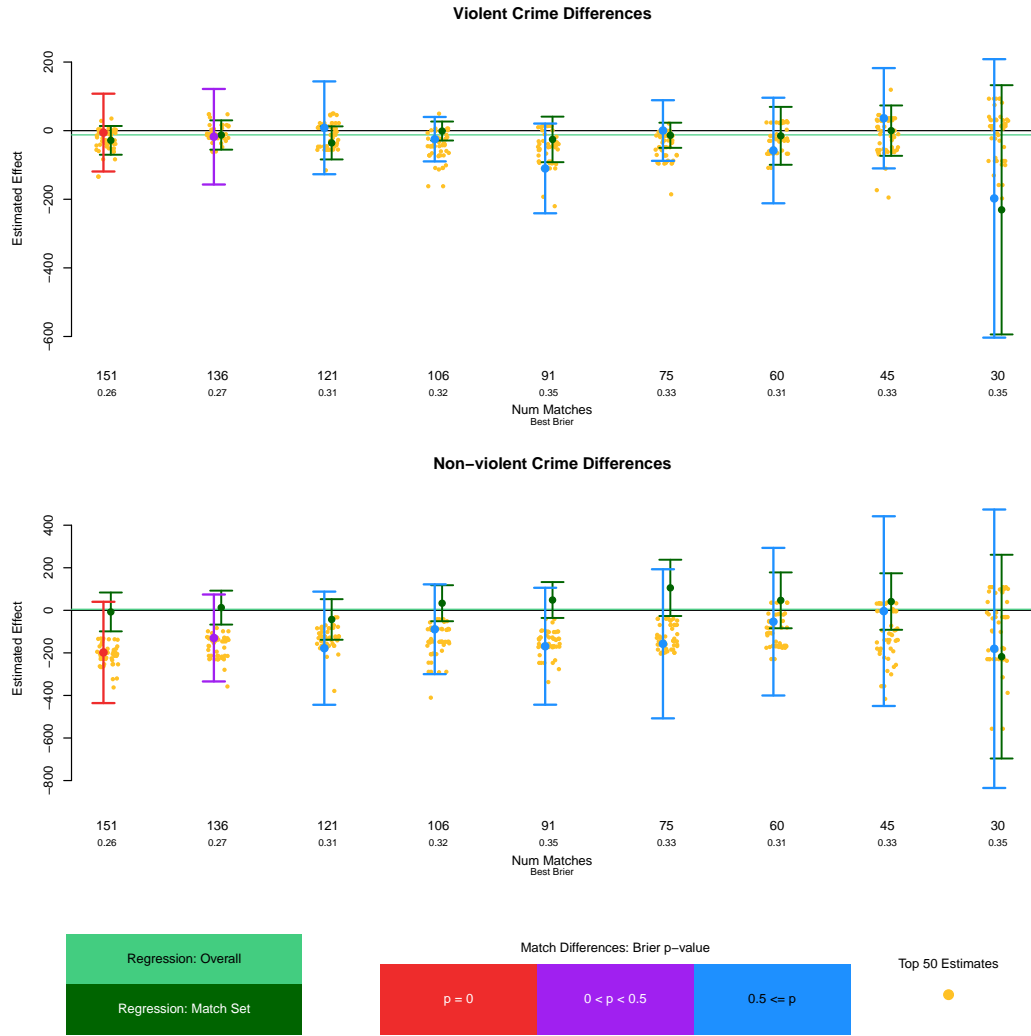 Violent Crime Differences
Estimated Effect
200
0
−200
−400
−600
151 136 121 106 91 75 60 45 30
0.26 0.27 0.31 0.32 0.35 0.33 0.31 0.33 0.35
Num Matches
Best Brier
Non−violent Crime Differences
Estimated Effect
400
200
0
−200
−400
−600
−800
151 136 121 106 91 75 60 45 30
0.26 0.27 0.31 0.32 0.35 0.33 0.31 0.33 0.35
Num Matches
Best Brier
Regression: Overall
Regression: Match Set
Match Differences: Brier p−value
p = 0 0 < p < 0.5 0.5 <= p
Top 50 Estimates